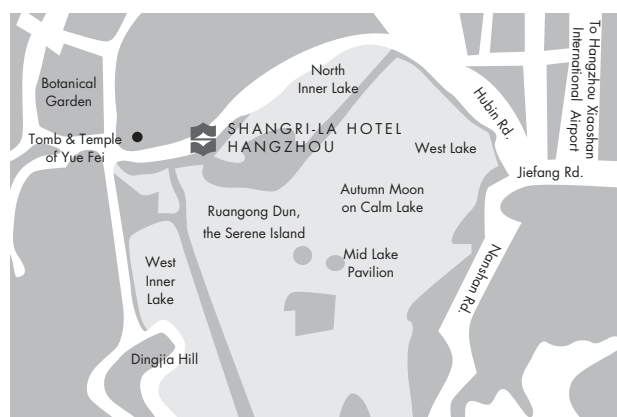 To Hangzhou Xiaoshan
International Airport
North
Inner Lake
Botanical
Garden
Hubin Rd.
SHANGRI-LA HOTEL
HANGZHOU
Tomb & Temple
of Yue Fei
West Lake
Jiefang Rd.
Autumn Moon
on Calm Lake
Ruangong Dun,
the Serene Island
Mid Lake
Pavilion
West
Inner
Lake
Nanshan Rd.
Dingjia Hill